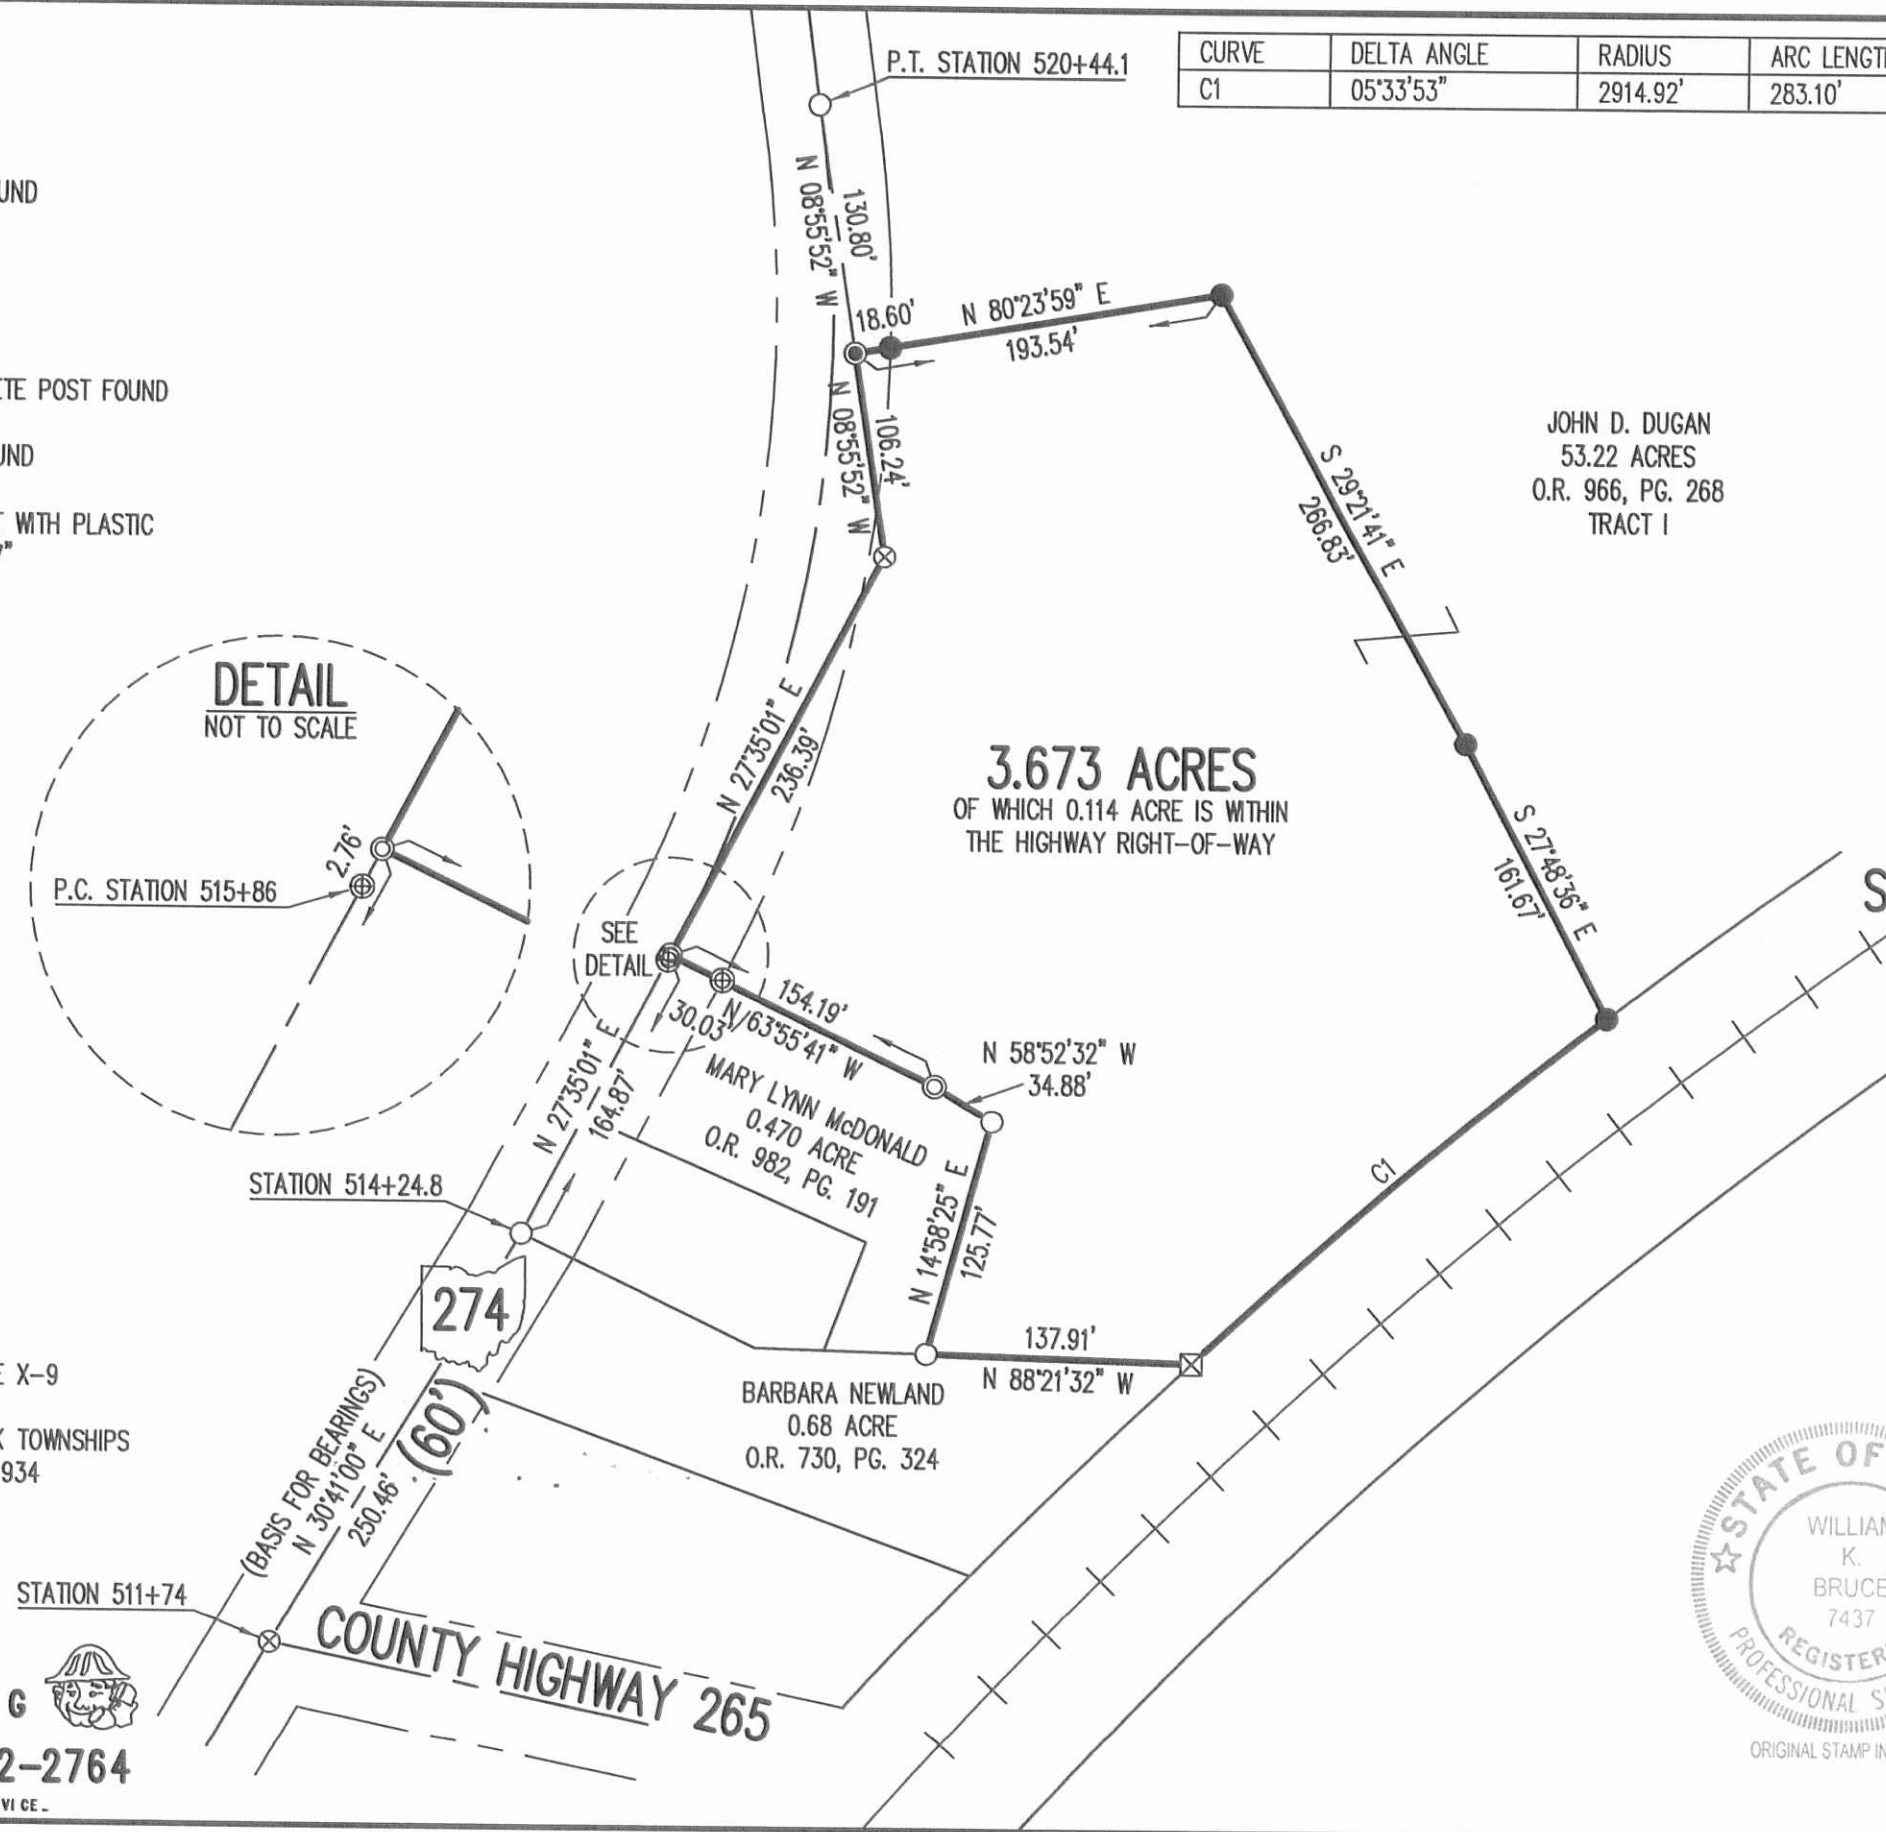 P.T. STATION 520+44.1
CURVE DELTA ANGLE RADIUS ARC LENGTH
C1 05°33'53" 2914.92' 283.10'
UND
N 08°55'52" W
130.80'
18.60'
N 80°23'59" E
193.54'
ETE POST FOUND
UND
T WITH PLASTIC
N 08°55'52" W
106.24'
S 29°21'41" E
266.83'
JOHN D. DUGAN
53.22 ACRES
O.R. 966, PG. 268
TRACT I
DETAIL
NOT TO SCALE
2.76'
P.C. STATION 515+86
N 27°35'01" E
236.39'
3.673 ACRES
OF WHICH 0.114 ACRE IS WITHIN
THE HIGHWAY RIGHT-OF-WAY
S 27°48'36" E
161.67'
S
SEE
DETAIL
154.19'
30.03'
N 63°55'41" W
N 58°52'32" W
34.88'
N 27°35'01" E
164.87'
MARY LYNN McDONALD
0.470 ACRE
O.R. 982, PG. 191
STATION 514+24.8
N 14°58'25" E
125.77'
C1
274
137.91'
N 88°21'32" W
BARBARA NEWLAND
0.68 ACRE
O.R. 730, PG. 324
E X-9
K TOWNSHIPS
934
(BASIS FOR BEARINGS)
N 30°41'00" E
250.46'
(60')
STATION 511+74
COUNTY HIGHWAY 265
G
2-2764
VICE
STATE OF
WILLIAM
K.
BRUCE
7437
REGISTER
PROFESSIONAL S
ORIGINAL STAMP IN